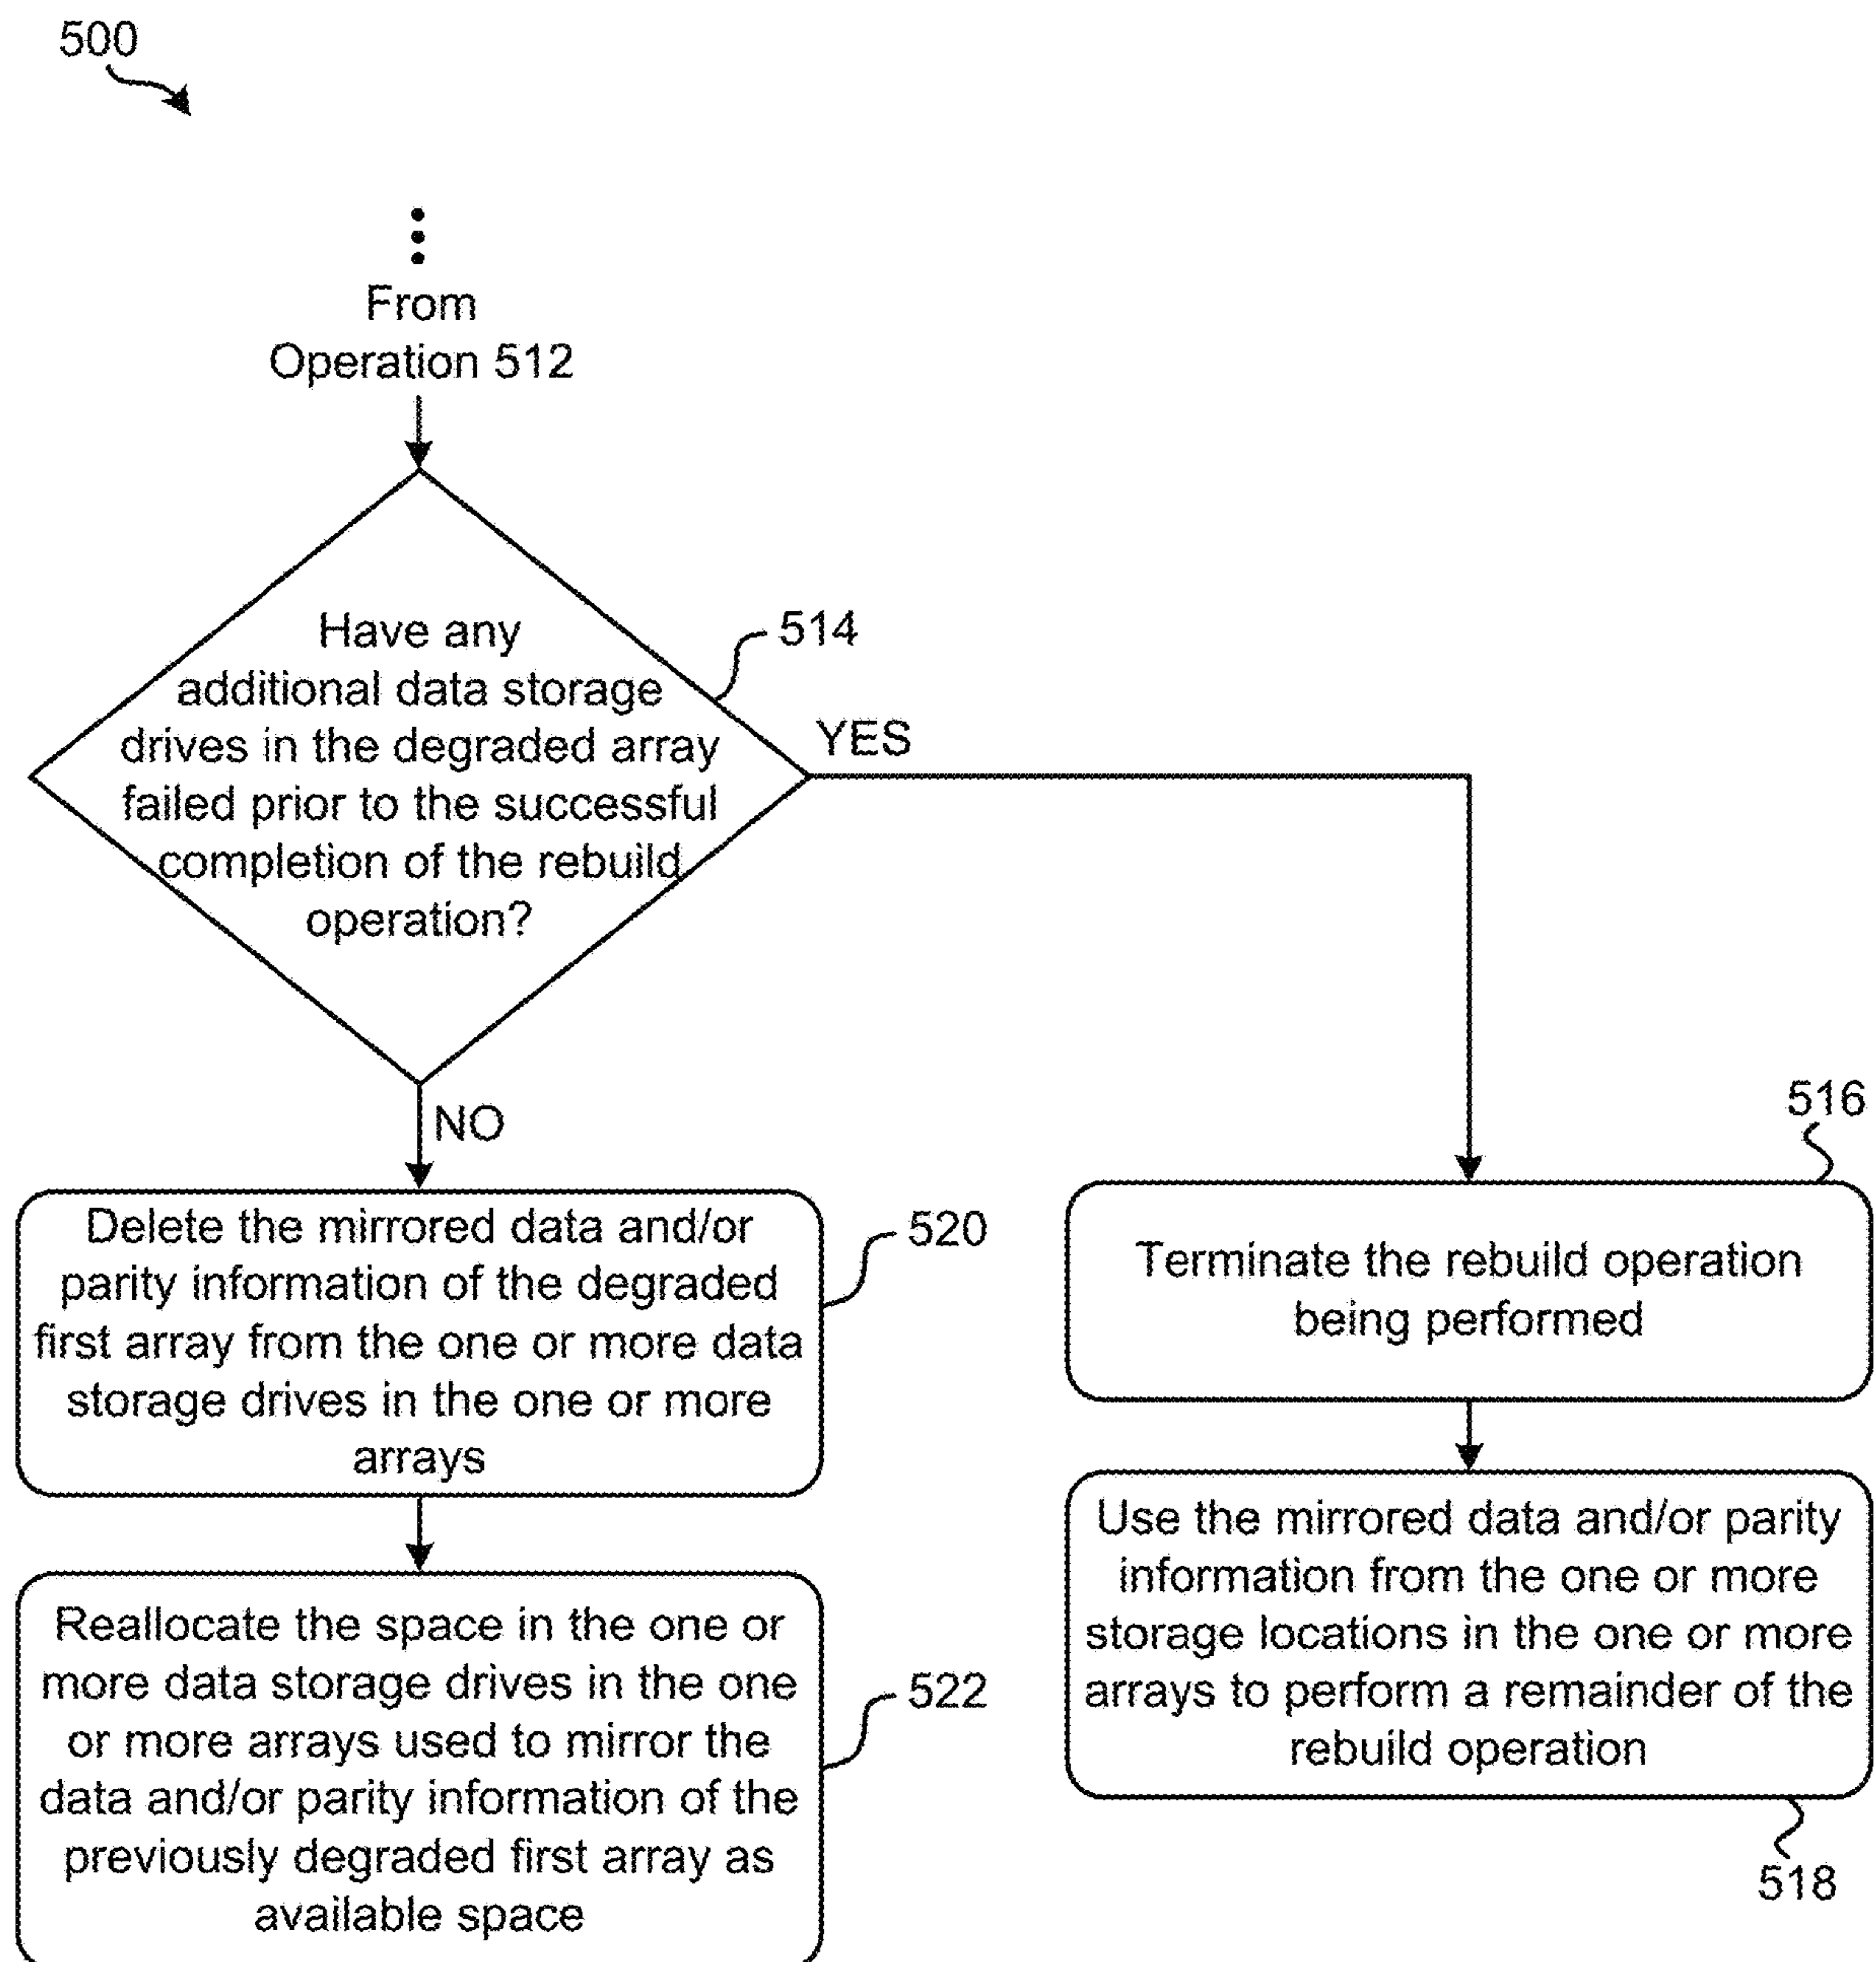 500
From
Operation 512
Have any
additional data storage
drives in the degraded array
failed prior to the successful
completion of the rebuild
operation?
514
YES
NO
Delete the mirrored data and/or
parity information of the degraded
first array from the one or more data
storage drives in the one or more
arrays
520
Reallocate the space in the one or
more data storage drives in the one
or more arrays used to mirror the
data and/or parity information of the
previously degraded first array as
available space
522
516
Terminate the rebuild operation
being performed
Use the mirrored data and/or parity
information from the one or more
storage locations in the one or more
arrays to perform a remainder of the
rebuild operation
518